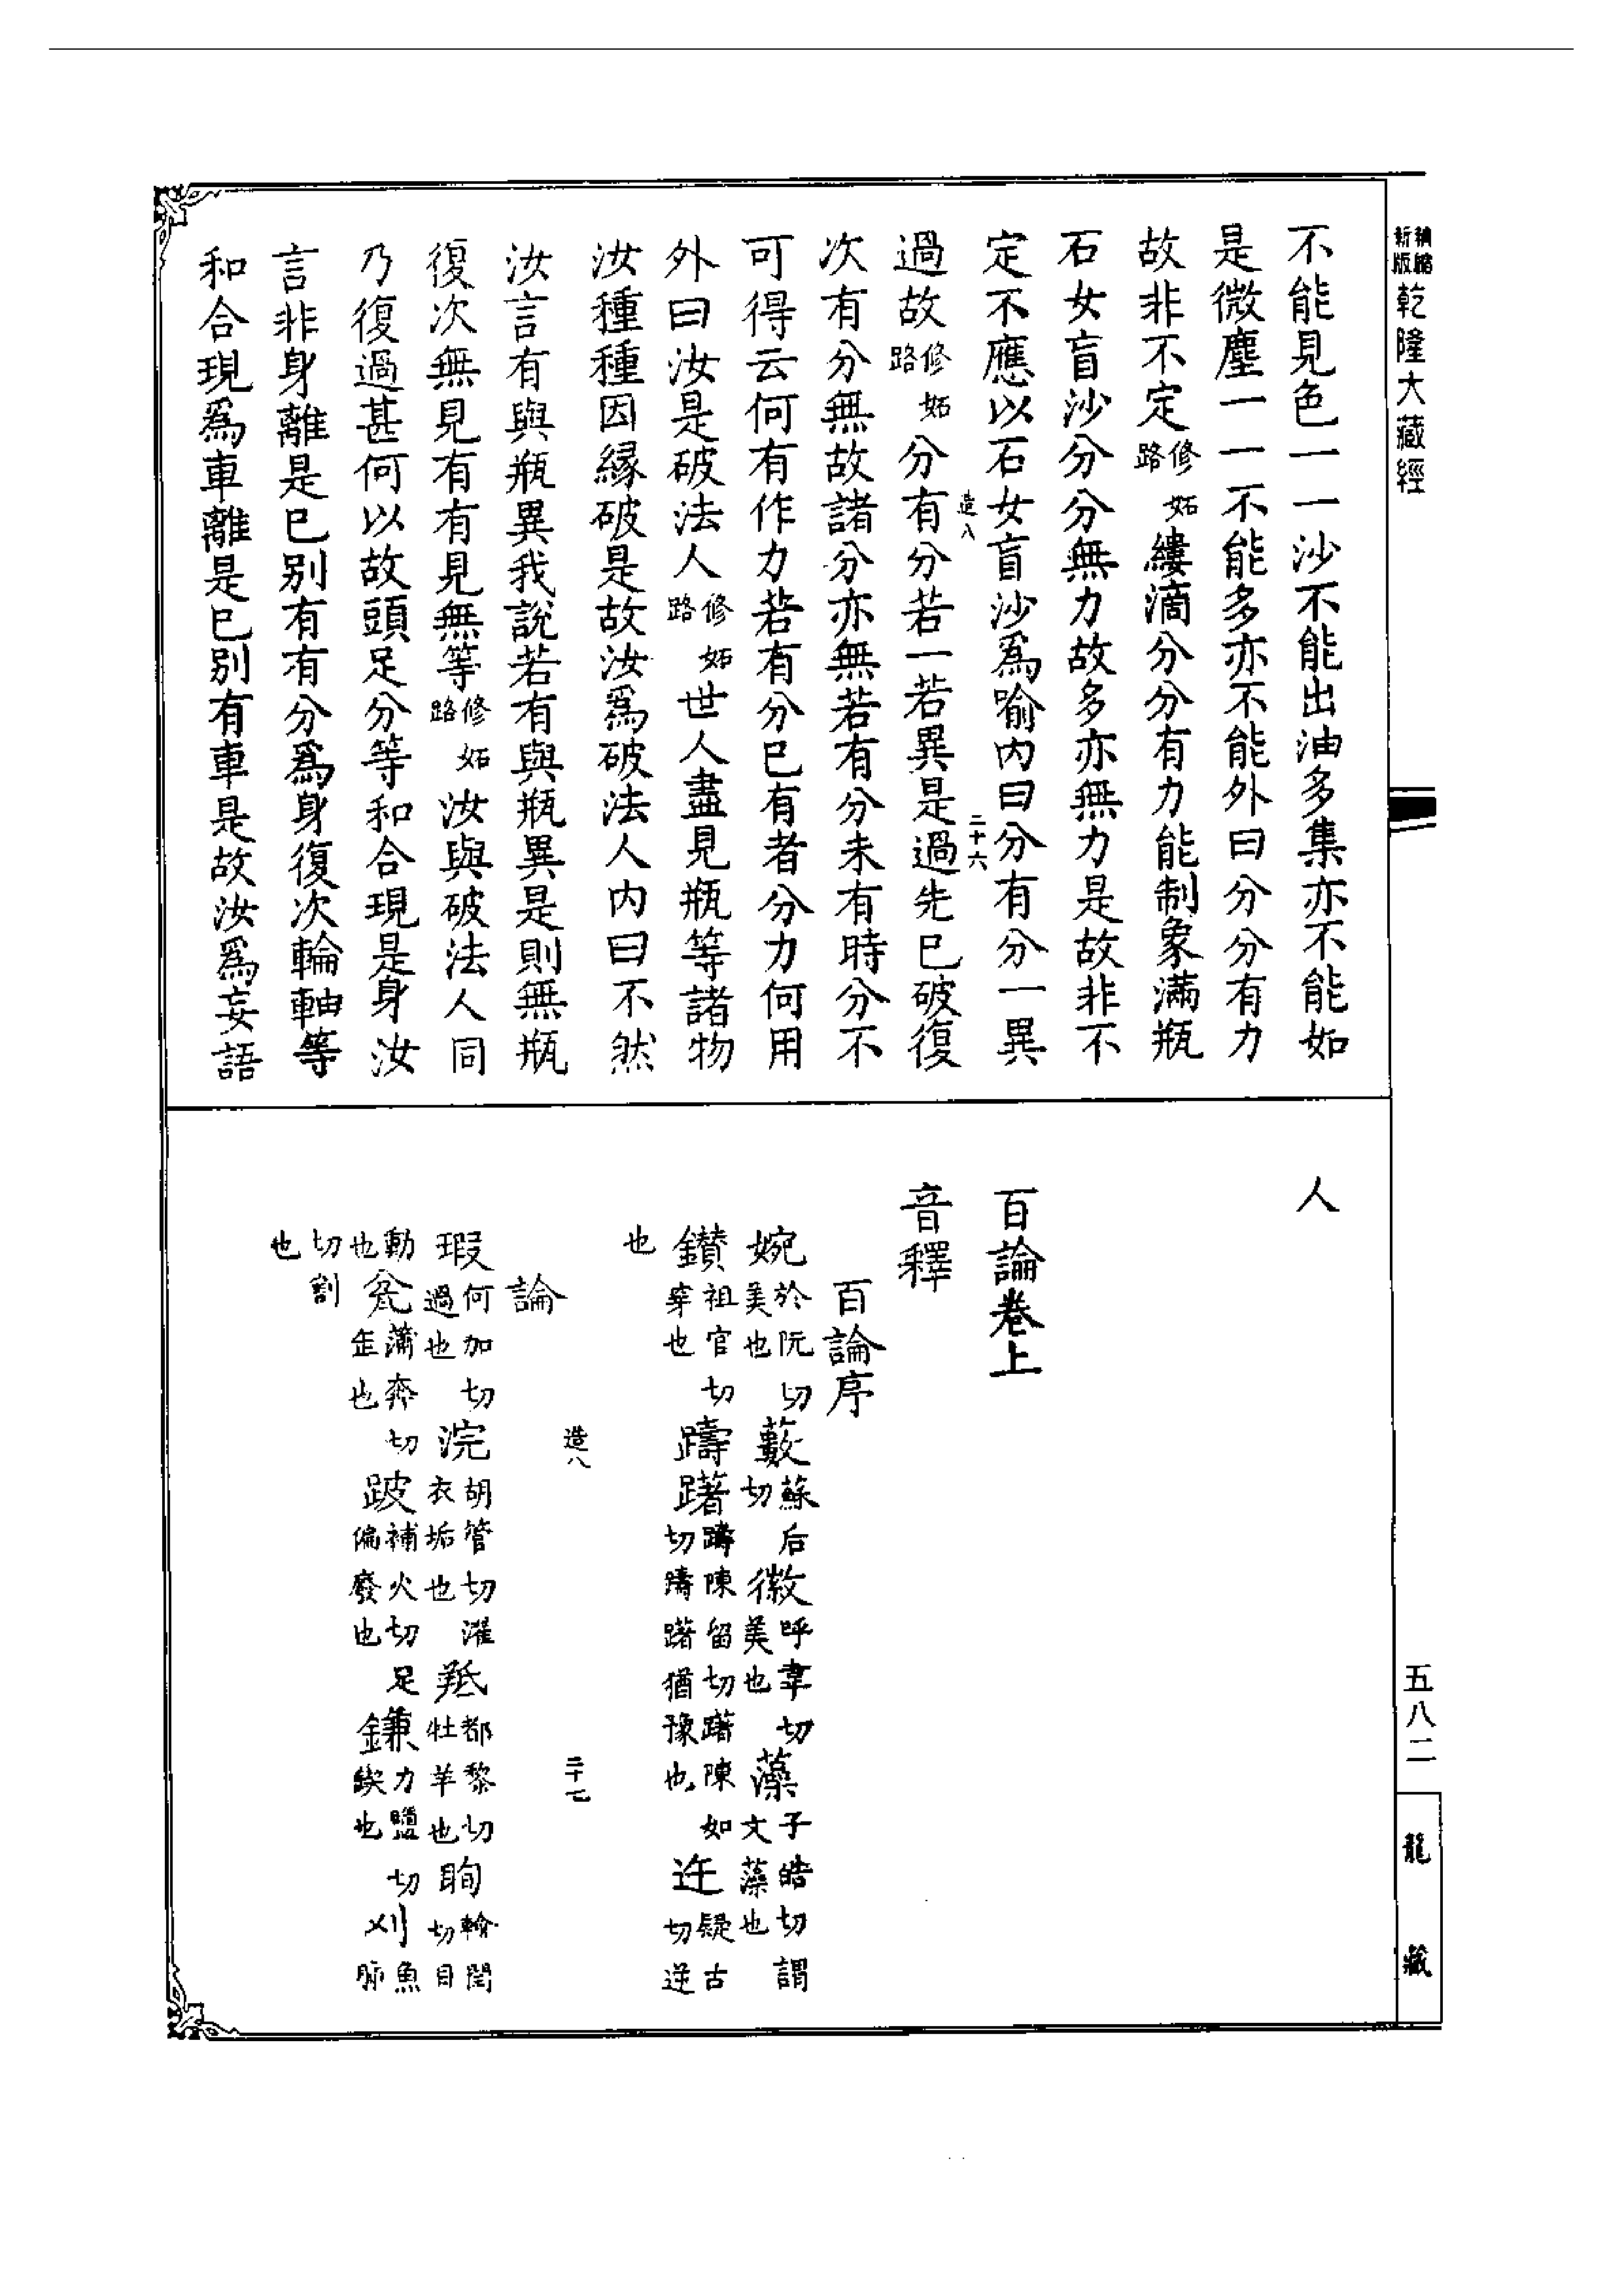 精縮新版乾隆大藏經
不能見色一一沙不能出油多集亦不能如
是微塵一一不能多亦不能外曰分分有力
故非不定修妬路縷滴分分有力能制象滿瓶
石女盲沙分分無力故多亦無力是故非不
定不應以石女盲沙爲喻内曰分有分一異
造八 二十六
過故修妬路分有分若一若異是過先已破復
次有分無故諸分亦無若有分未有時分不
可得云何有作力若有分已有者分力何用
外曰汝是破法人修妬路世人盡見瓶等諸物
汝種種因縁破是故汝爲破法人内曰不然
汝言有與瓶異我說若有與瓶異是則無瓶
復次無見有有見無等修妬路汝與破法人同
乃復過甚何以故頭足分等和合現是身汝
言非身離是已別有有分爲身復次輪軸等
和合現爲車離是已別有車是故汝爲妄語
人
百論卷上
音釋
百論序
婉於阮切美也藪蘇后切徽呼韋切美也藻子皓切謂文藻也
鑚祖官切穿也躊躇躊陳留切躇陳如切躊躇猶豫也迕疑古切逆
也
造八 二十七
論
瑕何加切過也浣胡管切濯衣垢也羝都黎切牡羊也眴輸閏切目
動也瓫蒲奔切缶也跛補火切足偏廢也鎌力鹽切鍥也刈魚肺
切割也
五八二
龍藏